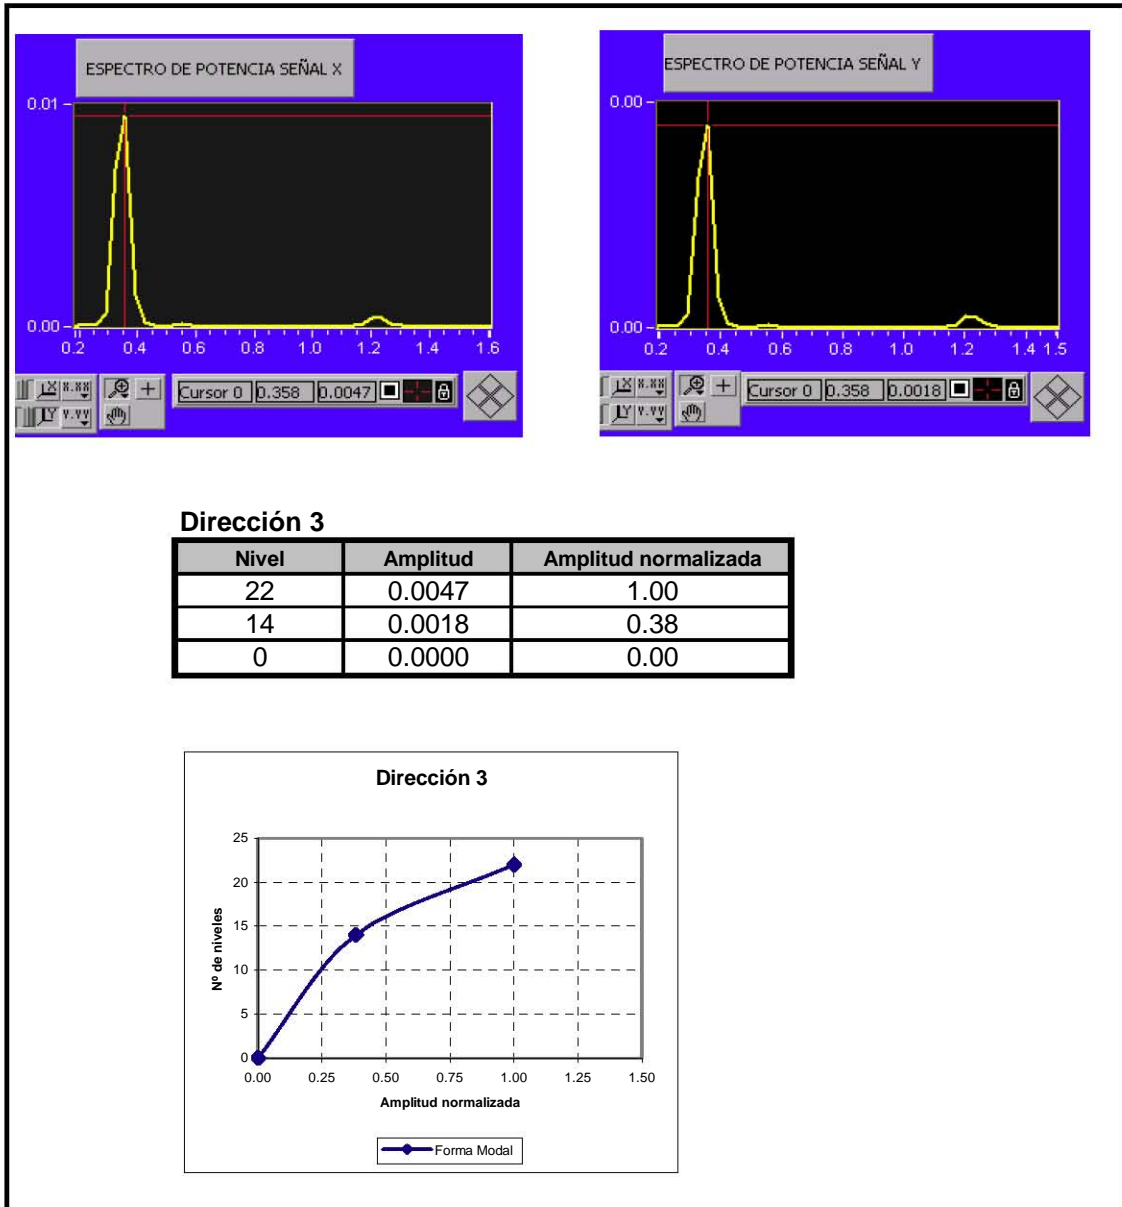 ESPECTRO DE POTENCIA SEÑAL X
0.01
0.00
0.2 0.4 0.6 0.8 1.0 1.2 1.4 1.6
X X.XX
Y Y.YY
Cursor 0 0.358 0.0047
ESPECTRO DE POTENCIA SEÑAL Y
0.00
0.00
0.2 0.4 0.6 0.8 1.0 1.2 1.4 1.5
X X.XX
Y Y.YY
Cursor 0 0.358 0.0018
Dirección 3
Nivel Amplitud Amplitud normalizada
22 0.0047 1.00
14 0.0018 0.38
0 0.0000 0.00
Dirección 3
25
20
15
10
5
0
Nº de niveles
0.00 0.25 0.50 0.75 1.00 1.25 1.50
Amplitud normalizada
Forma Modal